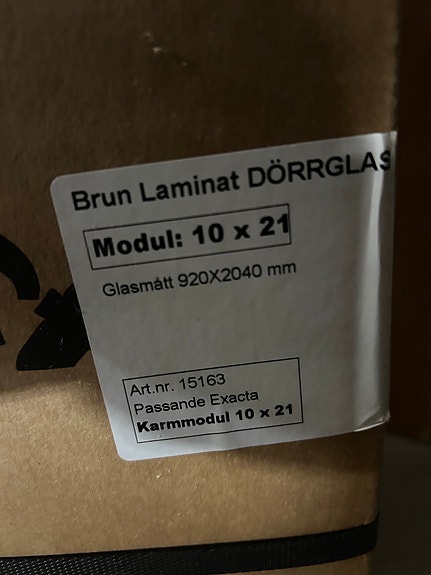 Brun Laminat DÖRRGLAS
Modul: 10 x 21
Glasmått 920X2040 mm
Art.nr. 15163
Passande Exacta
Karmmodul 10 x 21